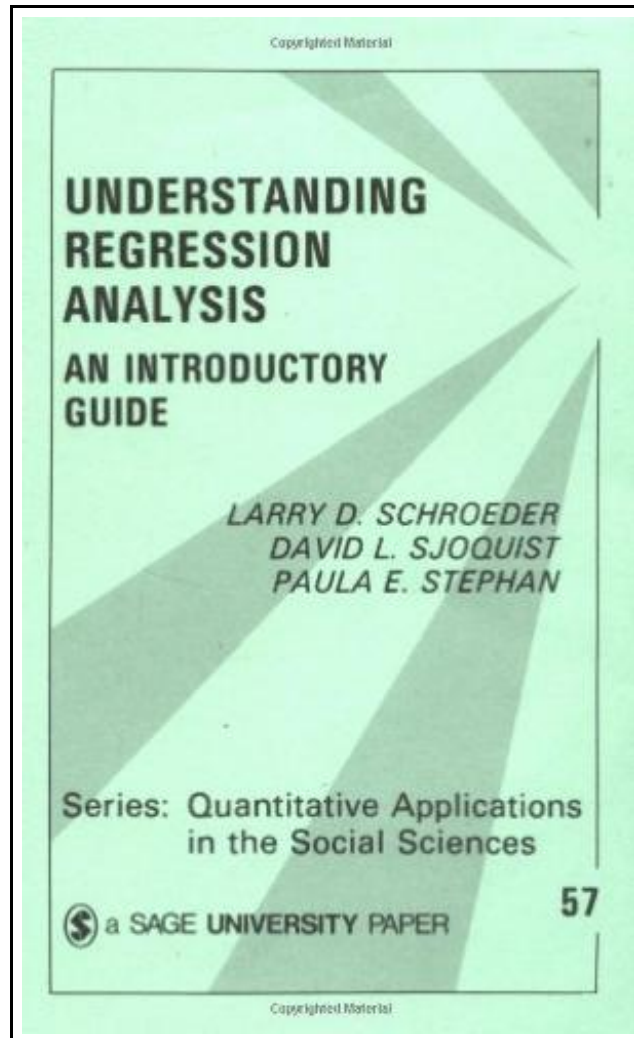 Copyrighted Material
UNDERSTANDING
REGRESSION
ANALYSIS
AN INTRODUCTORY
GUIDE
LARRY D. SCHROEDER
DAVID L. SJOQUIST
PAULA E. STEPHAN
Series: Quantitative Applications
in the Social Sciences
57
$ a SAGE UNIVERSITY PAPER
Copyrighted Material